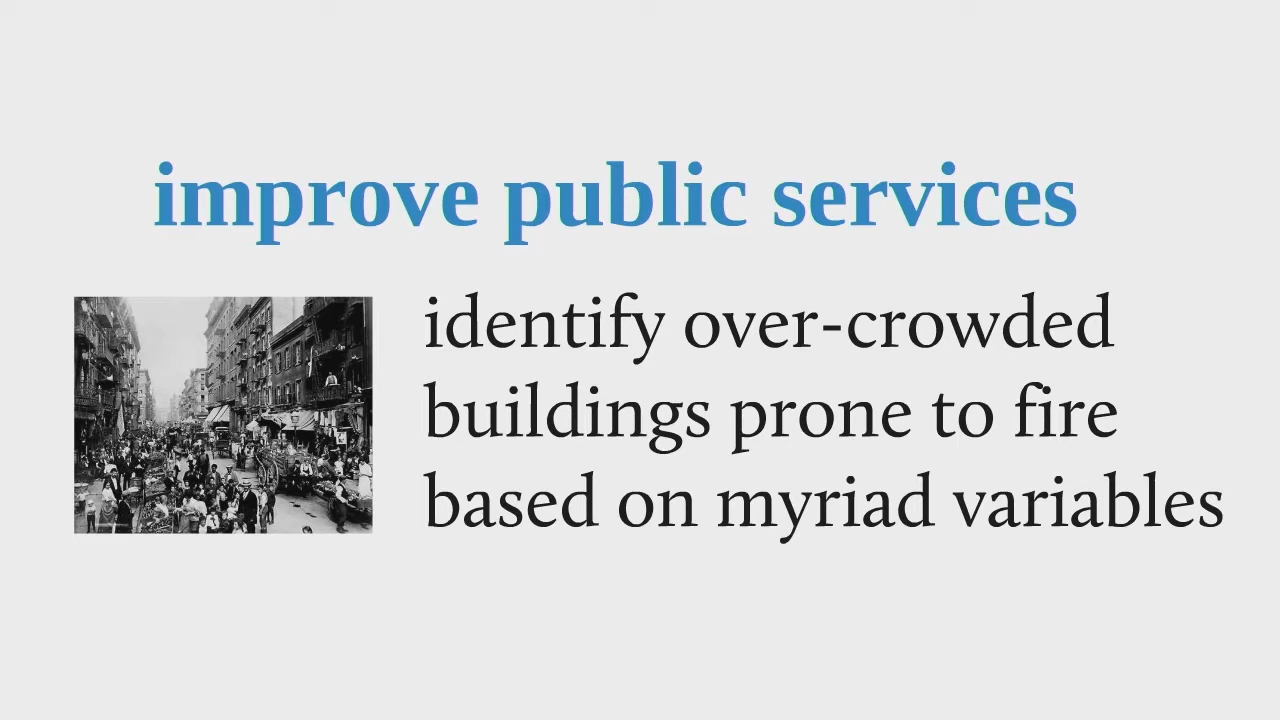 improve public services
identify over-crowded
buildings prone to fire
based on myriad variables